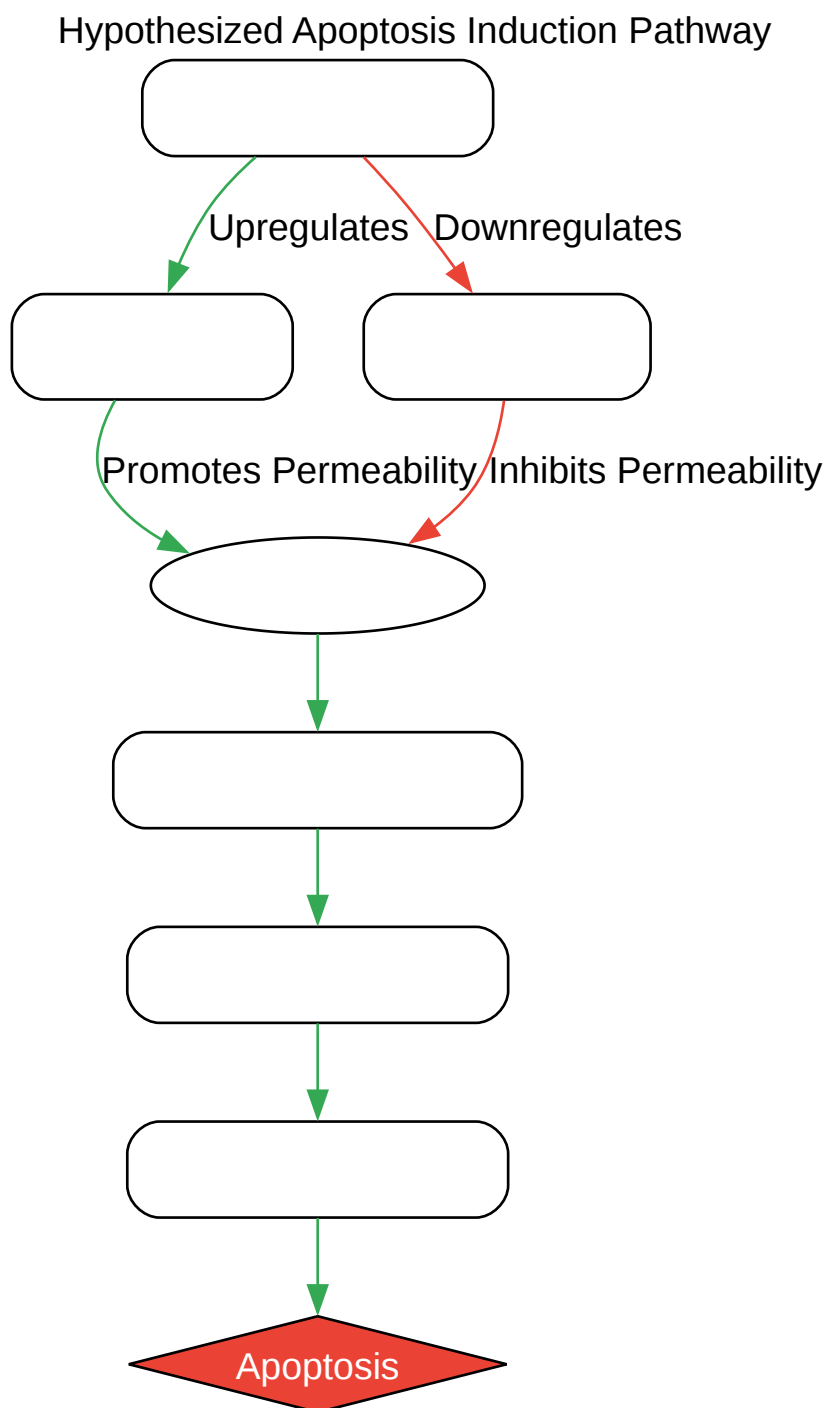 Hypothesized Apoptosis Induction Pathway
Upregulates
Downregulates
Promotes Permeability
Inhibits Permeability
Apoptosis